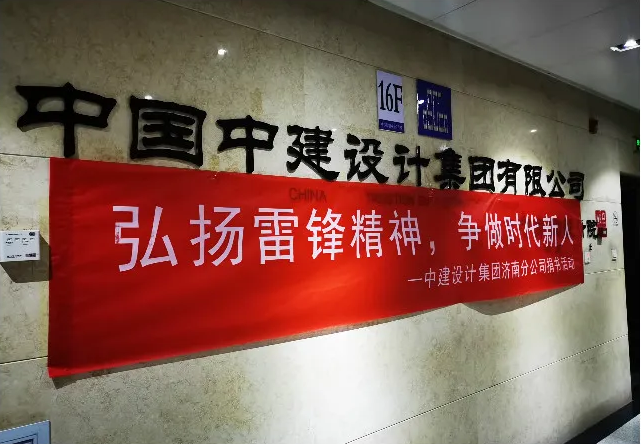 16F
中国中建设计集团有限公司
CHINA
弘扬雷锋精神，争做时代新人
—中建设计集团济南分公司捐书活动